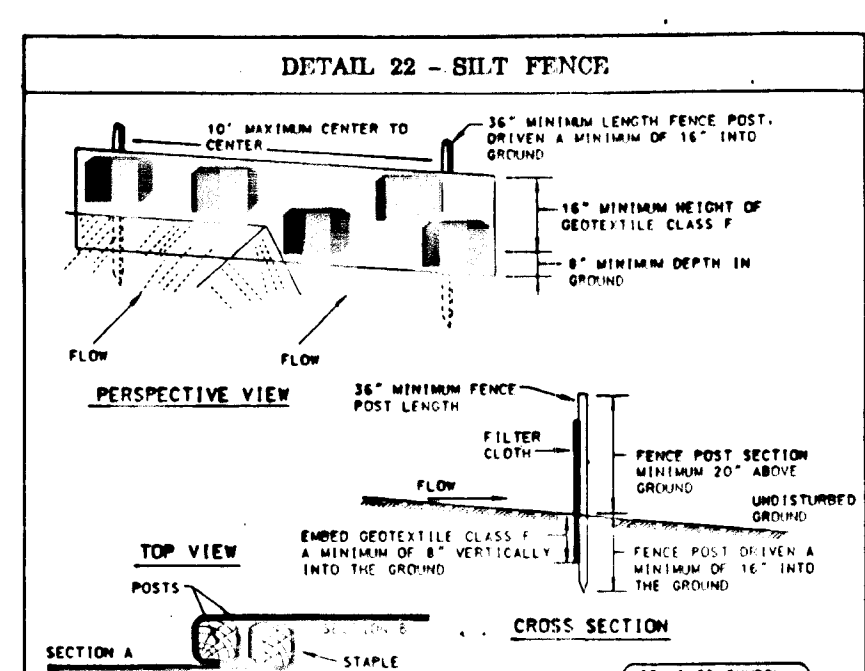 DETAIL 22 - SILT FENCE
10' MAXIMUM CENTER TO
CENTER
36" MINIMUM LENGTH FENCE POST,
DRIVEN A MINIMUM OF 16" INTO
GROUND
16" MINIMUM HEIGHT OF
GEOTEXTILE CLASS F
8" MINIMUM DEPTH IN
GROUND
FLOW
FLOW
PERSPECTIVE VIEW
36" MINIMUM FENCE
POST LENGTH
FILTER
CLOTH
FENCE POST SECTION
MINIMUM 20" ABOVE
GROUND
FLOW
UNDISTURBED
GROUND
EMBED GEOTEXTILE CLASS F
A MINIMUM OF 8" VERTICALLY
INTO THE GROUND
FENCE POST DRIVEN A
MINIMUM OF 16" INTO
THE GROUND
TOP VIEW
POSTS
SECTION B
CROSS SECTION
SECTION A
STAPLE